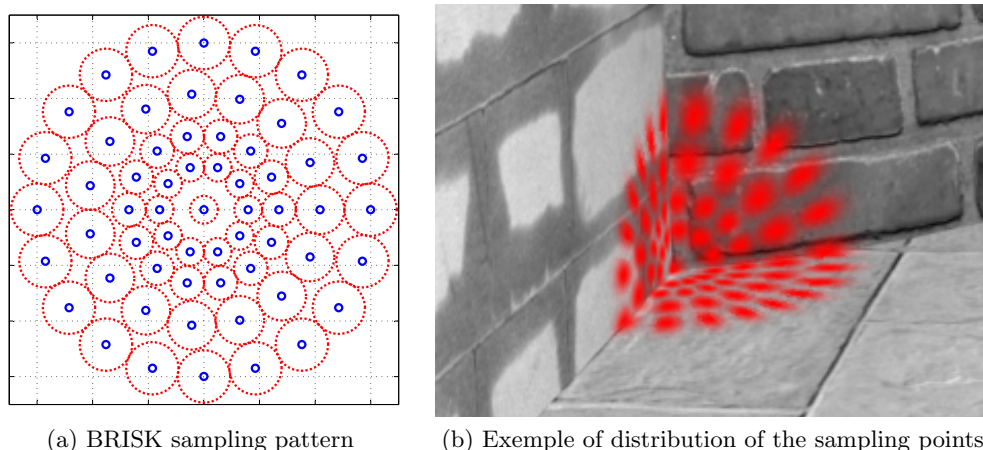 (a) BRISK sampling pattern
(b) Exemple of distribution of the sampling points